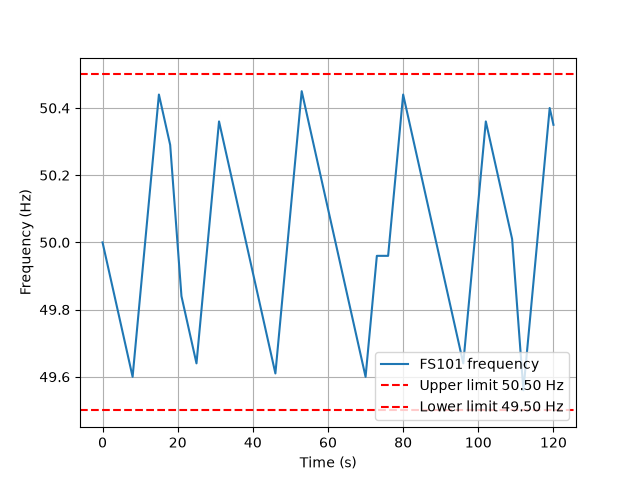 50.4
50.2
50.0
49.8
49.6
Frequency (Hz)
FS101 frequency
Upper limit 50.50 Hz
Lower limit 49.50 Hz
0 20 40 60 80 100 120
Time (s)